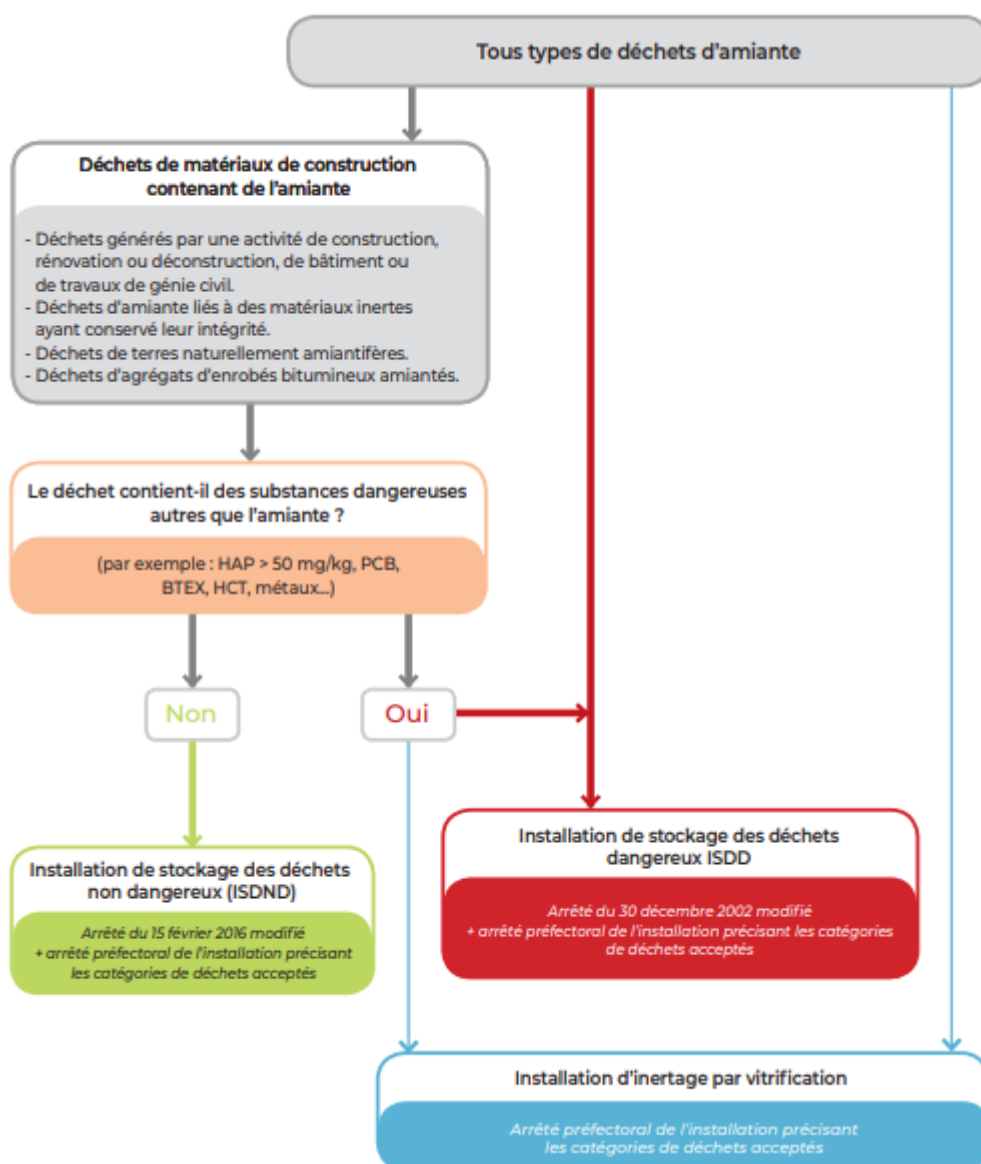 Tous types de déchets d'amiante
Déchets de matériaux de construction
contenant de l'amiante
- Déchets générés par une activité de construction,
rénovation ou déconstruction, de bâtiment ou
de travaux de génie civil.
- Déchets d'amiante liés à des matériaux inertes
ayant conservé leur intégrité.
- Déchets de terres naturellement amiantifères.
- Déchets d'agrégats d'enrobés bitumineux amiantés.
Le déchet contient-il des substances dangereuses
autres que l'amiante ?
(par exemple : HAP > 50 mg/kg, PCB,
BTEX, HCT, métaux...)
Non
Oui
Installation de stockage des déchets
non dangereux (ISDND)
Arrêté du 15 février 2016 modifié
+ arrêté préfectoral de l'installation précisant
les catégories de déchets acceptés
Installation de stockage des déchets
dangereux ISDD
Arrêté du 30 décembre 2002 modifié
+ arrêté préfectoral de l'installation précisant les catégories
de déchets acceptés
Installation d'inertage par vitrification
Arrêté préfectoral de l'installation précisant
les catégories de déchets acceptés